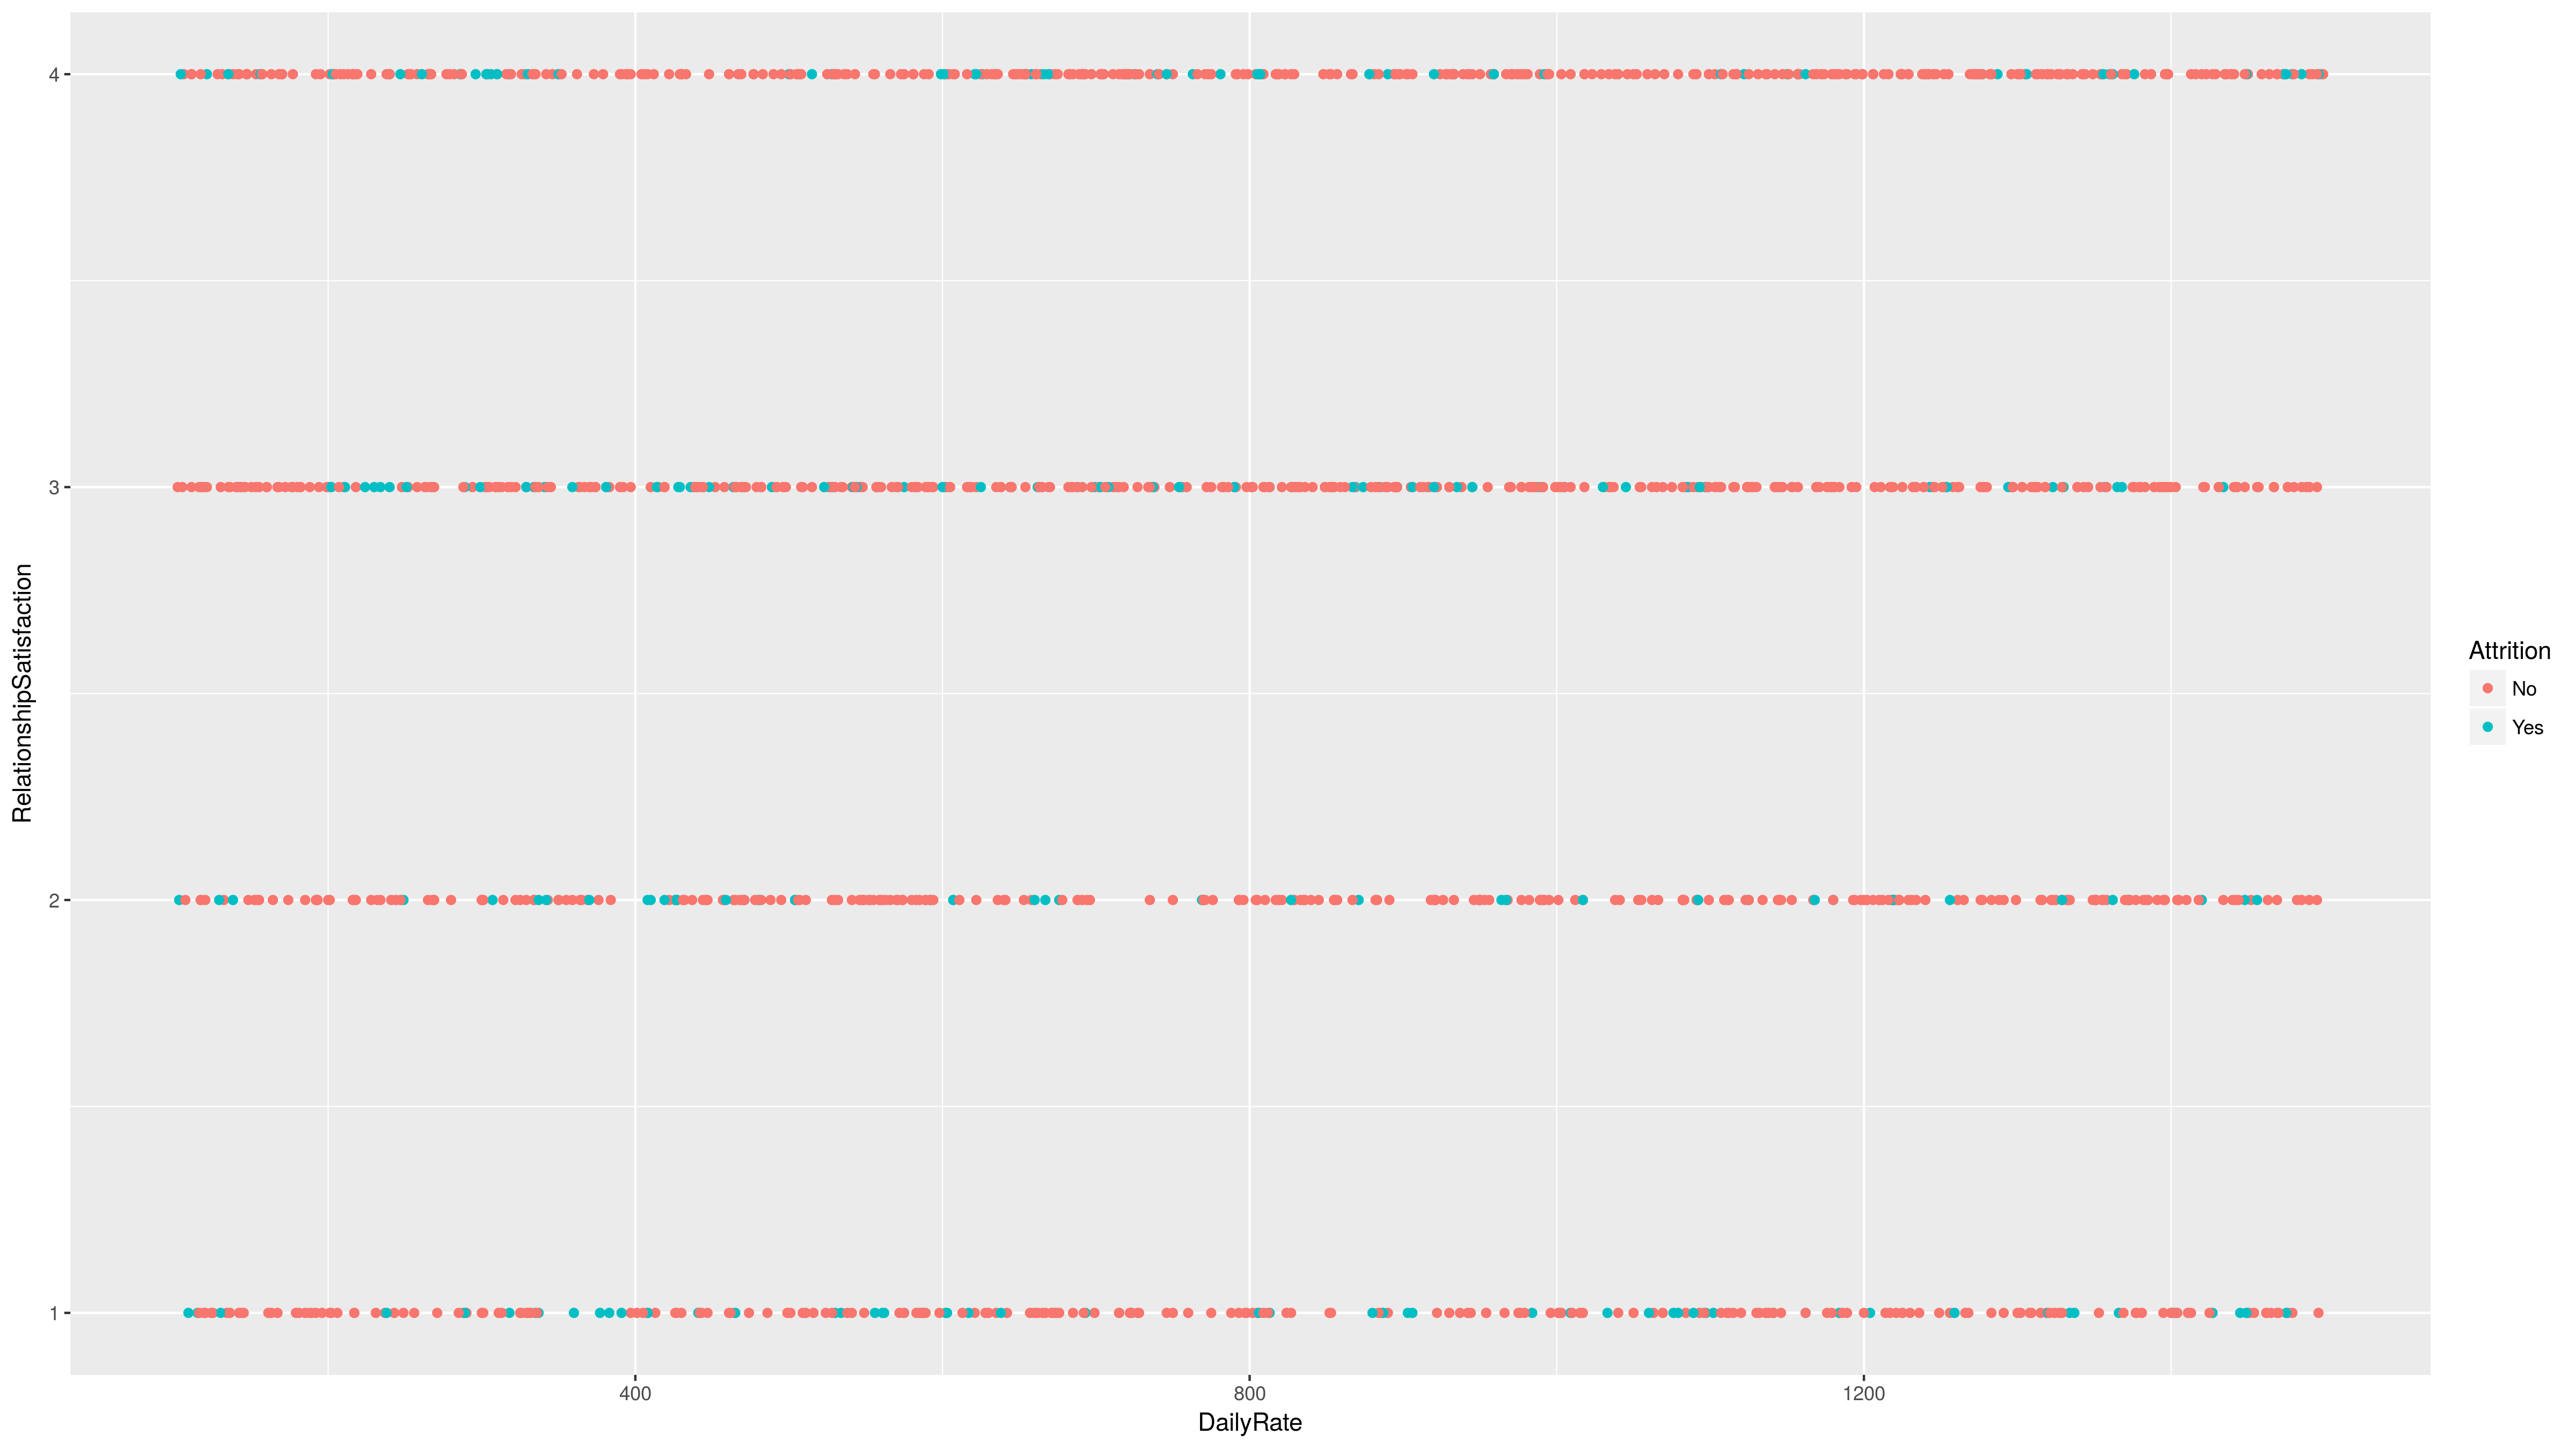 4
3
2
1
RelationshipSatisfaction
400
800
1200
DailyRate
Attrition
No
Yes